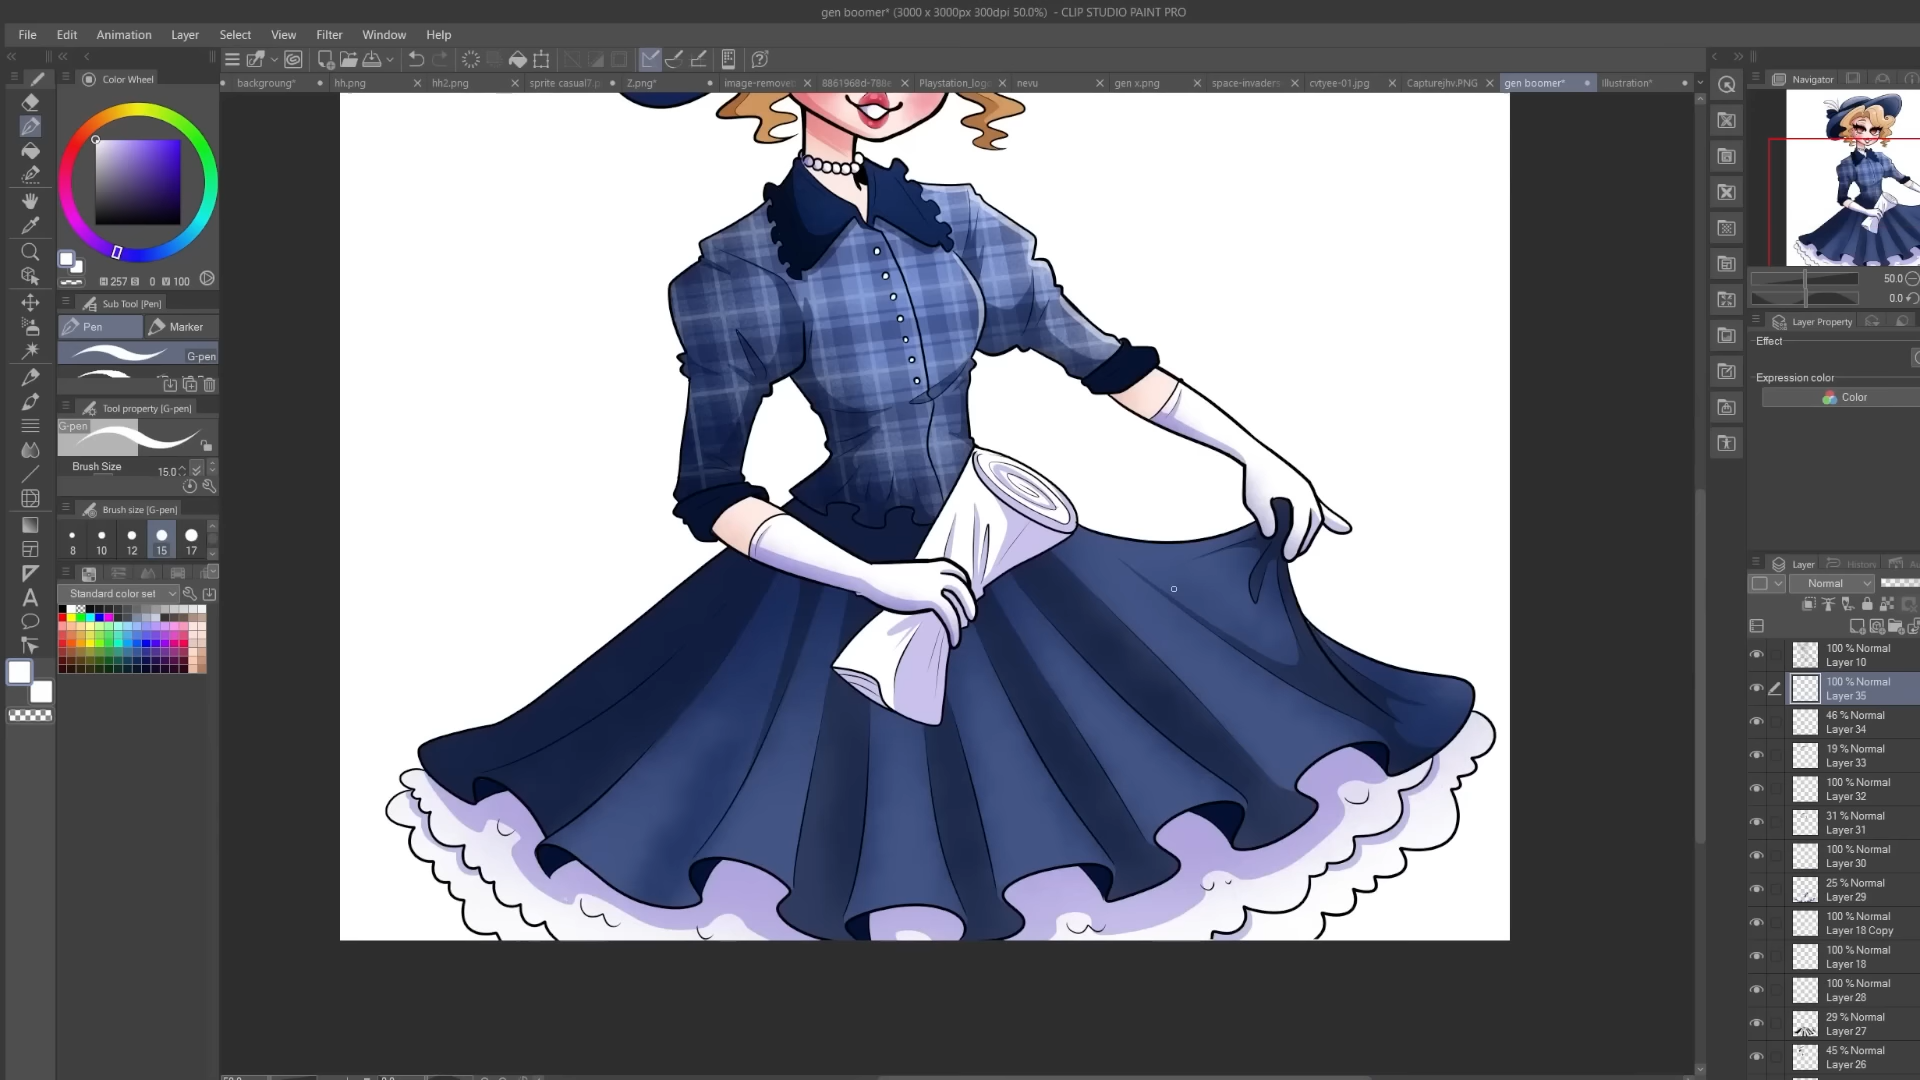 gen boomer* (3000 x 3000px 300dpi 50.0%) - CLIP STUDIO PAINT PRO
File Edit Animation Layer Select View Filter Window Help
backgroung* hh.png hh2.png sprite casual7.p Z.png* image-remove 8861968d-788e Playstation_log nevu gen x.png space-invaders cvtyee-01.jpg Capturejhv.PNG gen boomer* Illustration*
Color Wheel
H 257 S 0 V 100
Sub Tool [Pen]
Pen Marker
G-pen
Tool property [G-pen]
G-pen
Brush Size 15.0
Brush size [G-pen]
8 10 12 15 17
Standard color set
Navigator
50.0
0.0
Layer Property
Effect
Expression color
Color
Layer History
Normal
100 % Normal
Layer 10
100 % Normal
Layer 35
46 % Normal
Layer 34
19 % Normal
Layer 33
100 % Normal
Layer 32
31 % Normal
Layer 31
100 % Normal
Layer 30
25 % Normal
Layer 29
100 % Normal
Layer 18 Copy
100 % Normal
Layer 18
100 % Normal
Layer 28
29 % Normal
Layer 27
45 % Normal
Layer 26